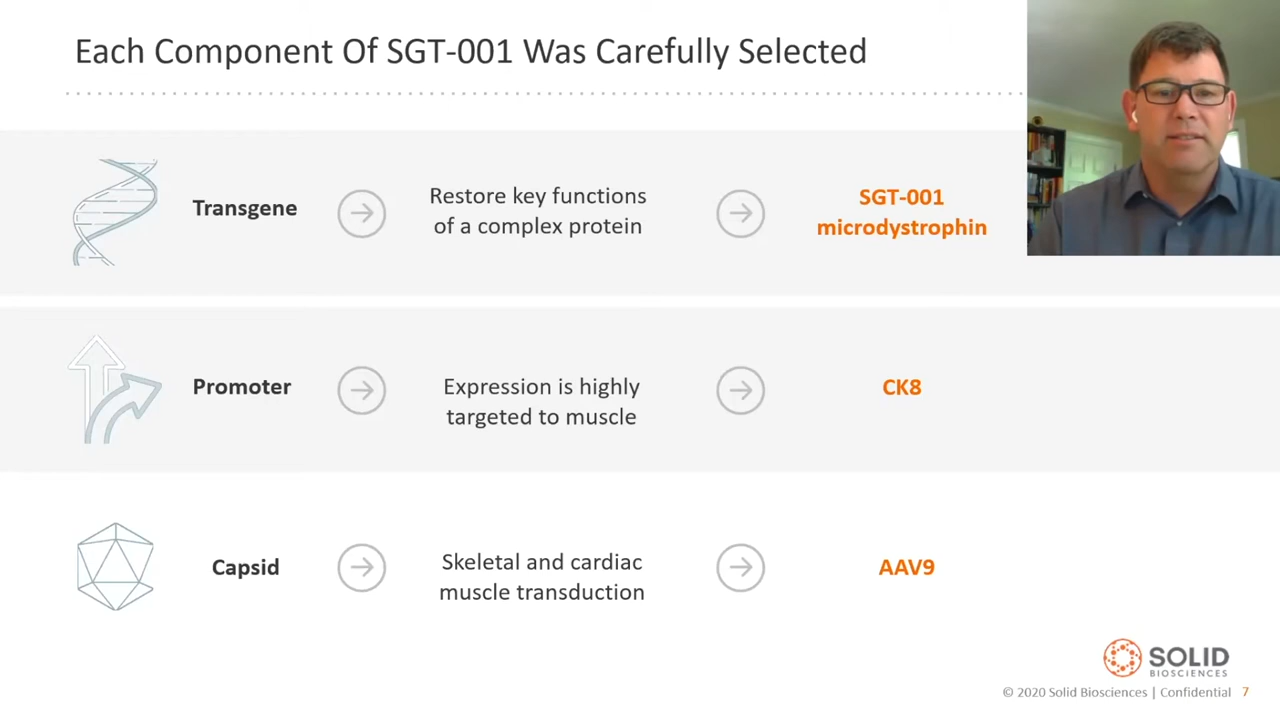 Each Component Of SGT-001 Was Carefully Selected
Transgene
Restore key functions
of a complex protein
SGT-001
microdystrophin
Promoter
Expression is highly
targeted to muscle
CK8
Capsid
Skeletal and cardiac
muscle transduction
AAV9
SOLID
BIOSCIENCES
© 2020 Solid Biosciences | Confidential 7